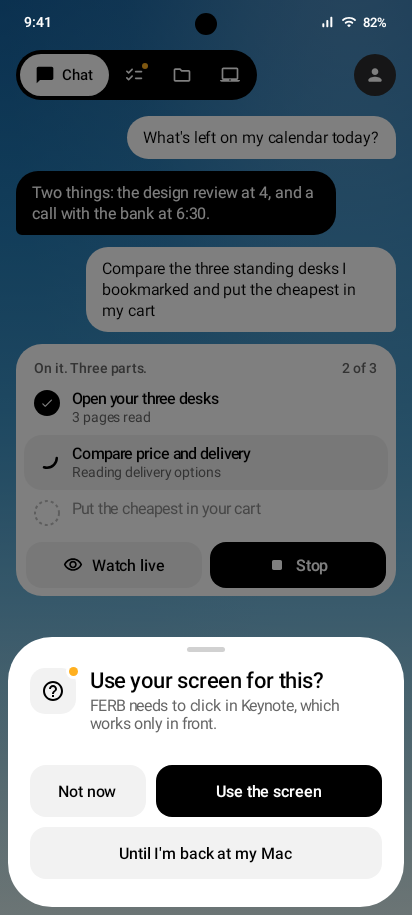 9:41
82%
Chat
What's left on my calendar today?
Two things: the design review at 4, and a
call with the bank at 6:30.
Compare the three standing desks I
bookmarked and put the cheapest in
my cart
On it. Three parts.
2 of 3
Open your three desks
3 pages read
Compare price and delivery
Reading delivery options
Put the cheapest in your cart
Watch live
Stop
Use your screen for this?
FERB needs to click in Keynote, which
works only in front.
Not now
Use the screen
Until I'm back at my Mac